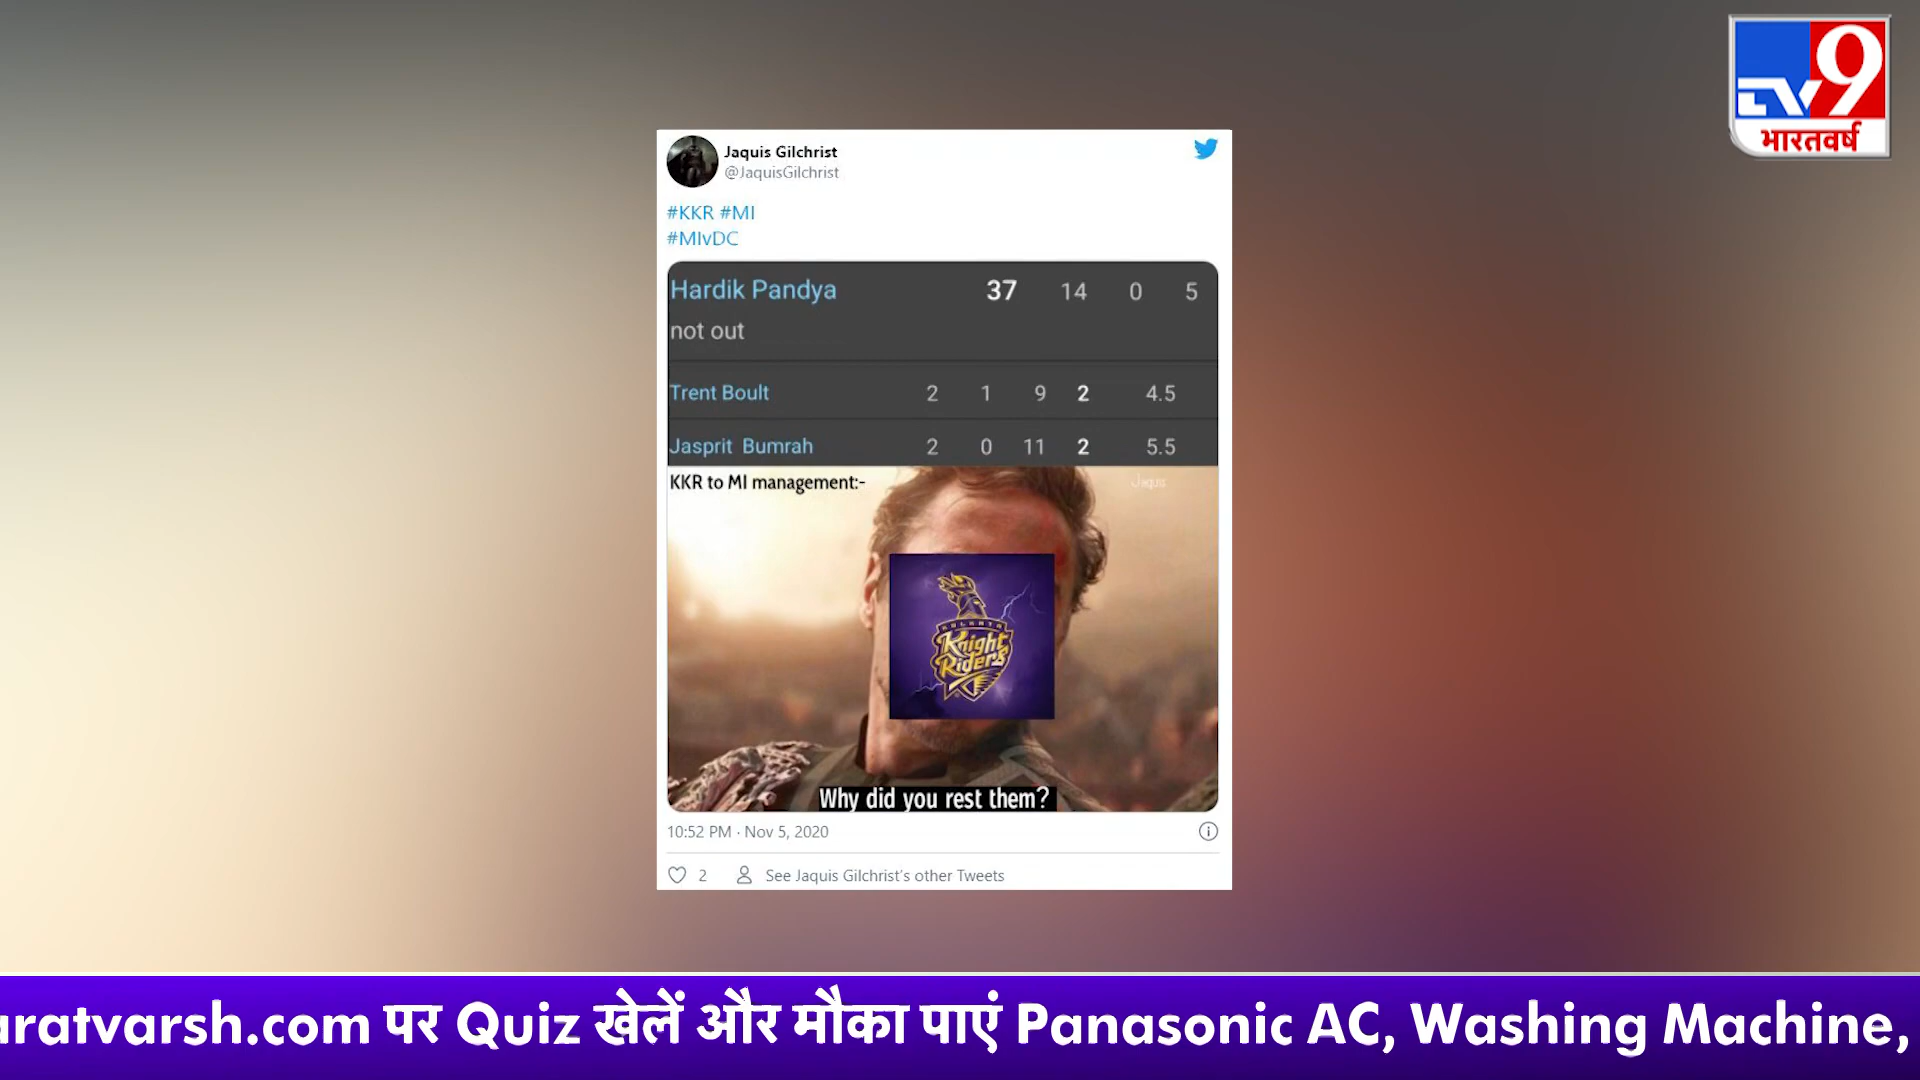 TV9
भारतवर्ष
Jaquis Gilchrist
@JaquisGilchrist
#KKR #MI
#MIvDC
Hardik Pandya 37 14 0 5
not out
Trent Boult 2 1 9 2 4.5
Jasprit Bumrah 2 0 11 2 5.5
KKR to MI management:-
Jaqus
KOLKATA
Knight
Riders
Why did you rest them?
10:52 PM · Nov 5, 2020
2 See Jaquis Gilchrist's other Tweets
aratvarsh.com पर Quiz खेलें और मौका पाएं Panasonic AC, Washing Machine,